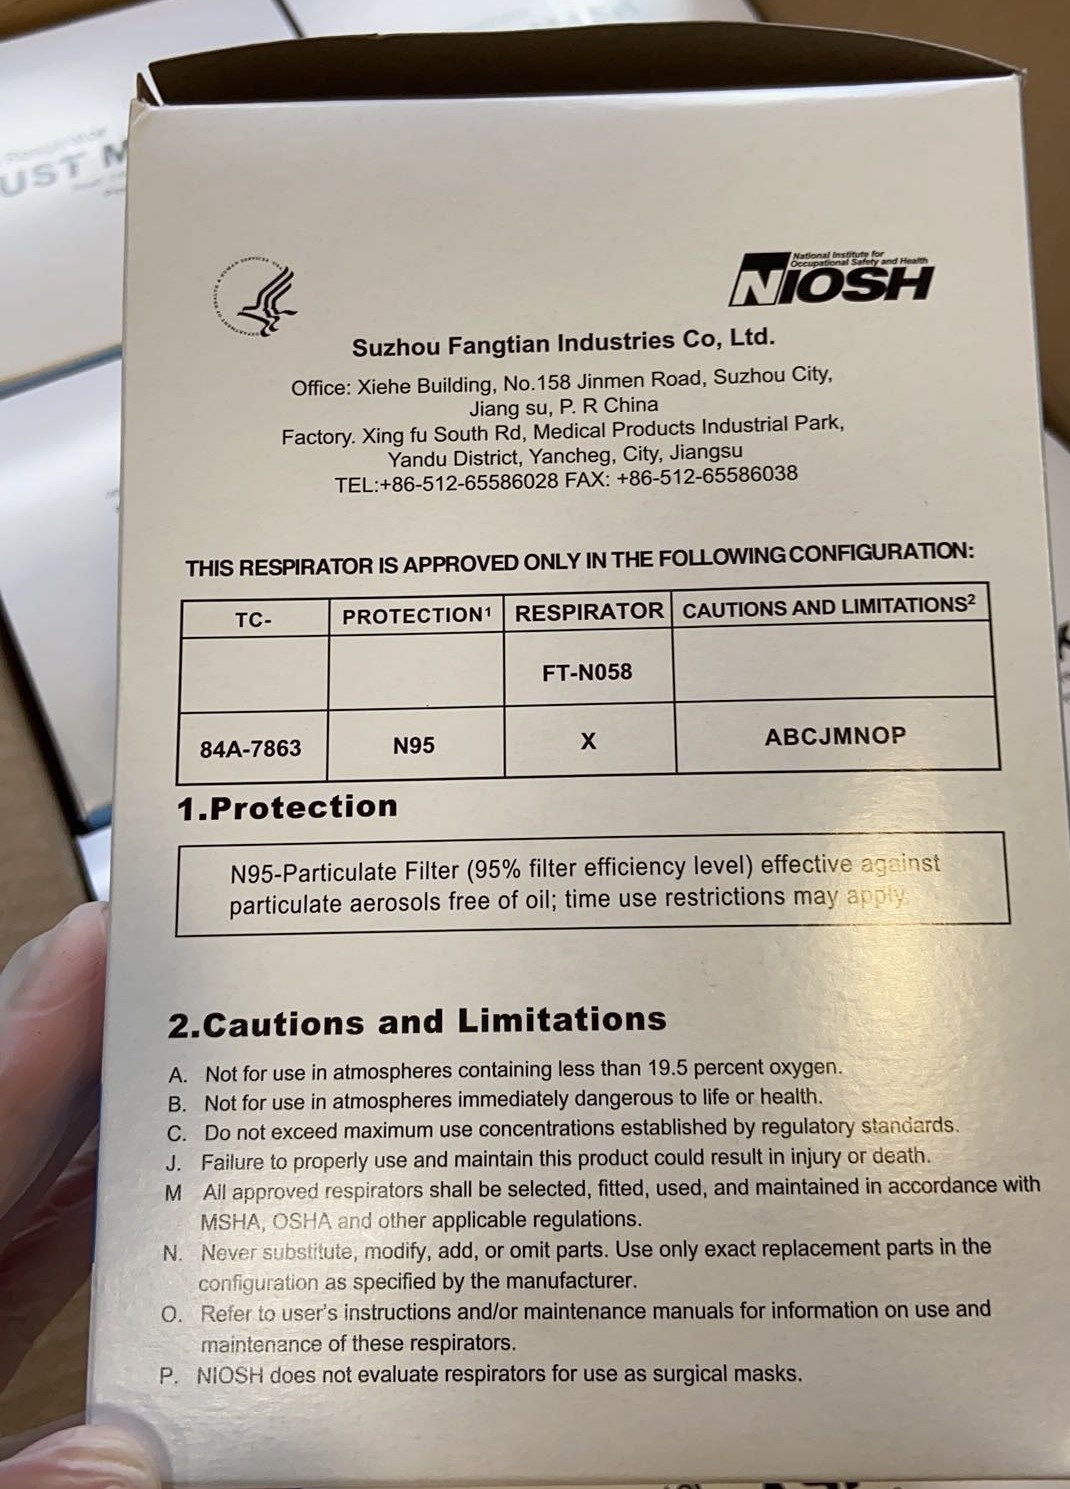 UST M
National Institute for
Occupational Safety and Health
NIOSH
Suzhou Fangtian Industries Co, Ltd.
Office: Xiehe Building, No.158 Jinmen Road, Suzhou City,
Jiang su, P. R China
Factory. Xing fu South Rd, Medical Products Industrial Park,
Yandu District, Yancheg, City, Jiangsu
TEL:+86-512-65586028 FAX: +86-512-65586038
THIS RESPIRATOR IS APPROVED ONLY IN THE FOLLOWING CONFIGURATION:
TC- PROTECTION¹ RESPIRATOR CAUTIONS AND LIMITATIONS²
FT-N058
84A-7863 N95 X ABCJMNOP
1.Protection
N95-Particulate Filter (95% filter efficiency level) effective against
particulate aerosols free of oil; time use restrictions may apply.
2.Cautions and Limitations
A. Not for use in atmospheres containing less than 19.5 percent oxygen.
B. Not for use in atmospheres immediately dangerous to life or health.
C. Do not exceed maximum use concentrations established by regulatory standards.
J. Failure to properly use and maintain this product could result in injury or death.
M All approved respirators shall be selected, fitted, used, and maintained in accordance with
MSHA, OSHA and other applicable regulations.
N. Never substitute, modify, add, or omit parts. Use only exact replacement parts in the
configuration as specified by the manufacturer.
O. Refer to user's instructions and/or maintenance manuals for information on use and
maintenance of these respirators.
P. NIOSH does not evaluate respirators for use as surgical masks.